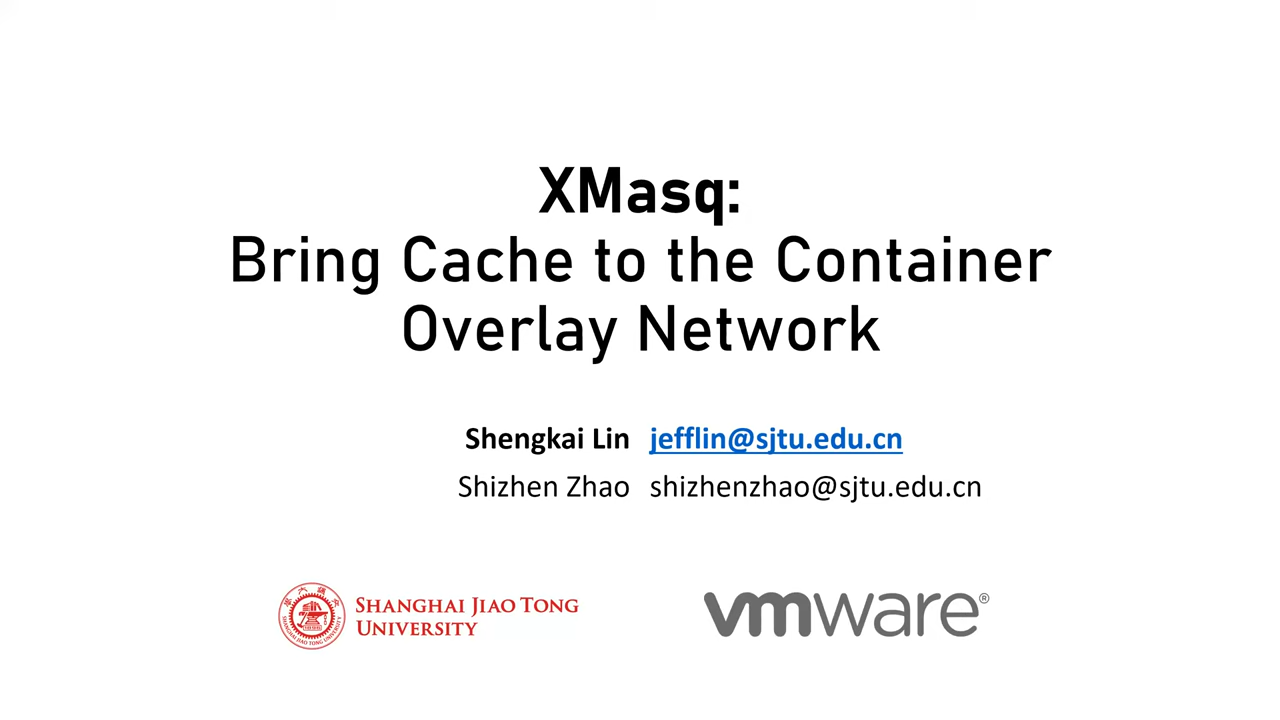 XMasq:
Bring Cache to the Container
Overlay Network
Shengkai Lin jefflin@sjtu.edu.cn
Shizhen Zhao shizhenzhao@sjtu.edu.cn
SHANGHAI JIAO TONG
UNIVERSITY
vmware®